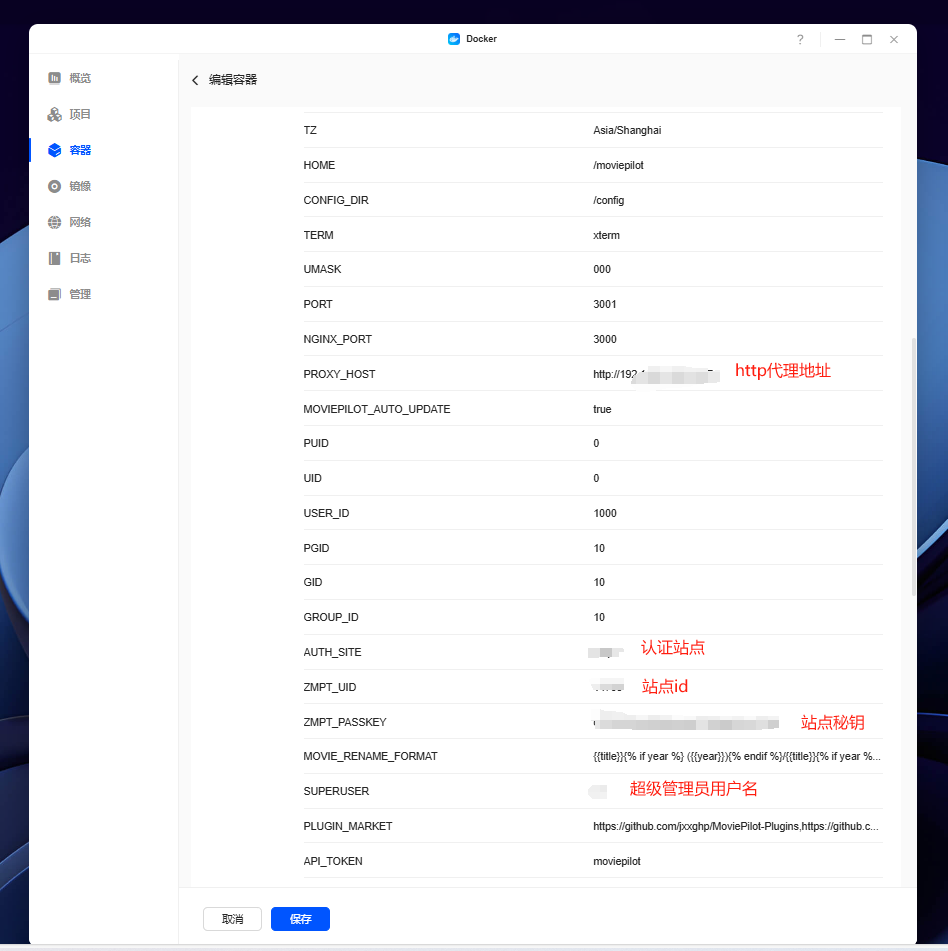 Docker
?
概览
项目
容器
镜像
网络
日志
管理
编辑容器
TZ Asia/Shanghai
HOME /moviepilot
CONFIG_DIR /config
TERM xterm
UMASK 000
PORT 3001
NGINX_PORT 3000
PROXY_HOST http://192. http代理地址
MOVIEPILOT_AUTO_UPDATE true
PUID 0
UID 0
USER_ID 1000
PGID 10
GID 10
GROUP_ID 10
AUTH_SITE 认证站点
ZMPT_UID 站点id
ZMPT_PASSKEY 站点秘钥
MOVIE_RENAME_FORMAT {{title}}{% if year %} ({{year}}){% endif %}/{{title}}{% if year %...
SUPERUSER 超级管理员用户名
PLUGIN_MARKET https://github.com/jxxghp/MoviePilot-Plugins,https://github.c...
API_TOKEN moviepilot
取消 保存